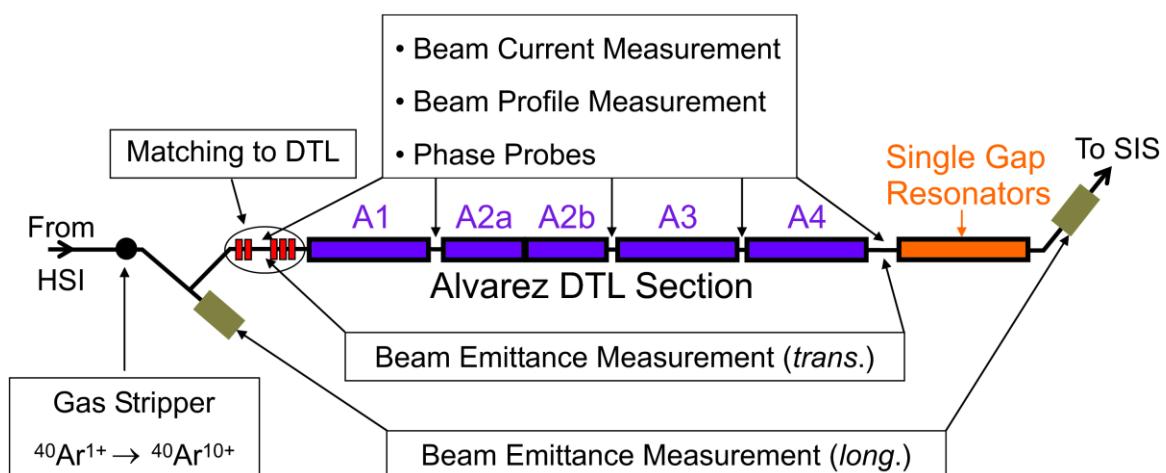 • Beam Current Measurement
• Beam Profile Measurement
• Phase Probes
Matching to DTL
Single Gap
Resonators
To SIS
From
HSI
A1
A2a
A2b
A3
A4
Alvarez DTL Section
Beam Emittance Measurement (trans.)
Gas Stripper
⁴⁰Ar¹⁺ → ⁴⁰Ar¹⁰⁺
Beam Emittance Measurement (long.)